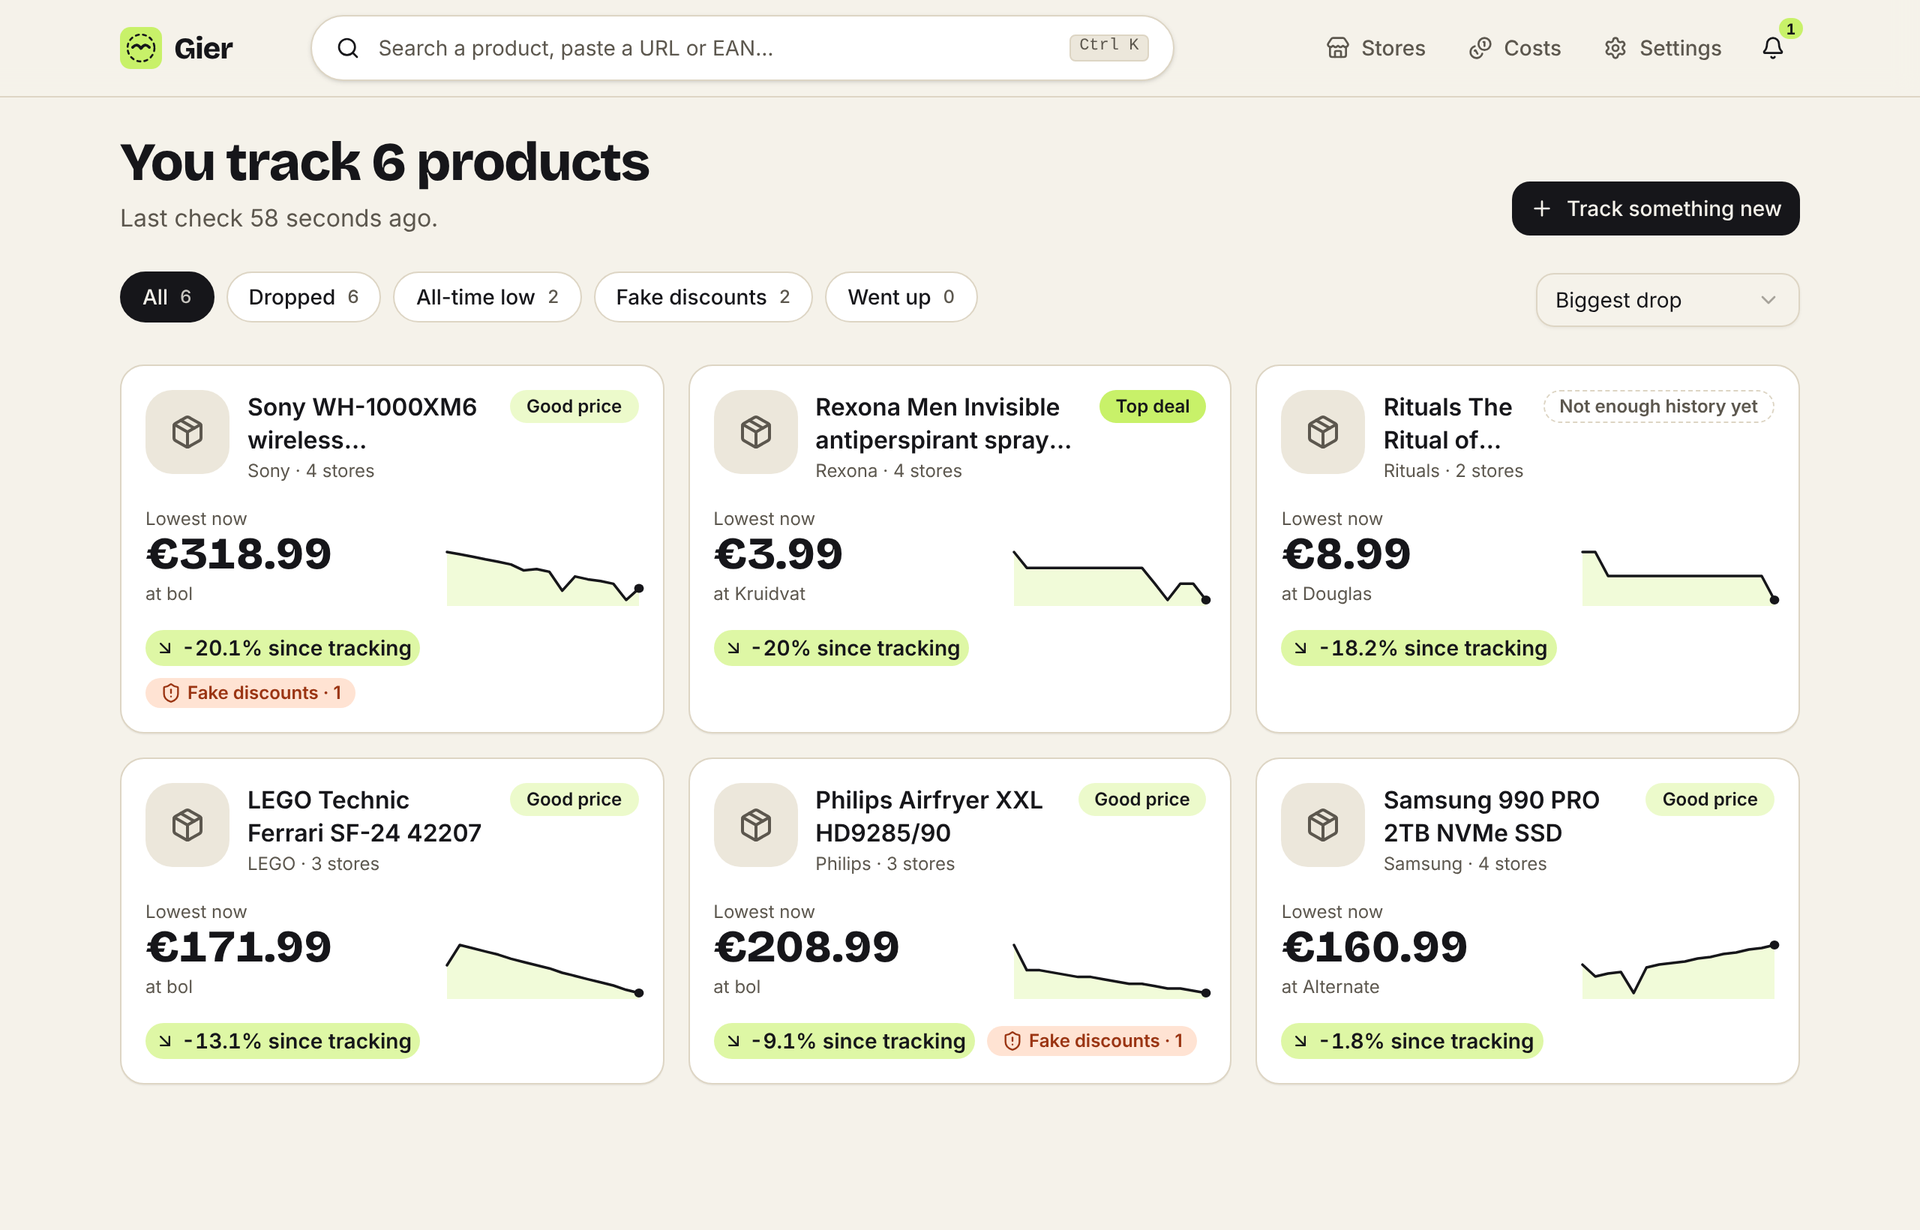 Gier
Search a product, paste a URL or EAN...
Ctrl K
Stores
Costs
Settings
1
You track 6 products
Last check 58 seconds ago.
Track something new
All 6
Dropped 6
All-time low 2
Fake discounts 2
Went up 0
Biggest drop
Sony WH-1000XM6
wireless...
Good price
Sony · 4 stores
Lowest now
€318.99
at bol
-20.1% since tracking
Fake discounts · 1
Rexona Men Invisible
antiperspirant spray...
Top deal
Rexona · 4 stores
Lowest now
€3.99
at Kruidvat
-20% since tracking
Rituals The
Ritual of...
Not enough history yet
Rituals · 2 stores
Lowest now
€8.99
at Douglas
-18.2% since tracking
LEGO Technic
Ferrari SF-24 42207
Good price
LEGO · 3 stores
Lowest now
€171.99
at bol
-13.1% since tracking
Philips Airfryer XXL
HD9285/90
Good price
Philips · 3 stores
Lowest now
€208.99
at bol
-9.1% since tracking
Fake discounts · 1
Samsung 990 PRO
2TB NVMe SSD
Good price
Samsung · 4 stores
Lowest now
€160.99
at Alternate
-1.8% since tracking